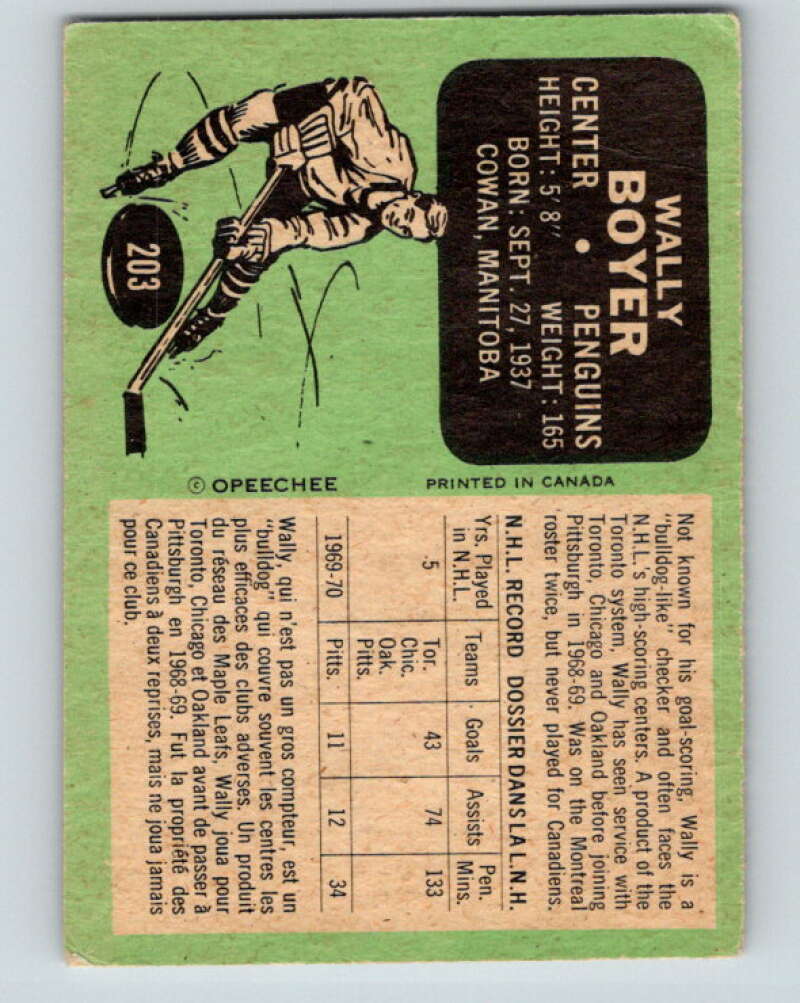 WALLY
BOYER
CENTER • PENGUINS
HEIGHT: 5' 8" WEIGHT: 165
BORN: SEPT. 27, 1937
COWAN, MANITOBA
203
© OPEECHEE
PRINTED IN CANADA
Not known for his goal-scoring, Wally is a
"bulldog-like" checker and often faces the
N.H.L.'s high-scoring centers. A product of the
Toronto system, Wally has seen service with
Toronto, Chicago and Oakland before joining
Pittsburgh in 1968-69. Was on the Montreal
roster twice, but never played for Canadiens.
N.H.L. RECORD DOSSIER DANS LA L.N.H.
Yrs. Played in N.H.L. Teams Goals Assists Pen. Mins.
5 Tor. 43 74 133
Chic.
Oak.
Pitts.
1969-70 Pitts. 11 12 34
Wally, qui n'est pas un gros compteur, est un
"bulldog" qui couvre souvent les centres les
plus efficaces des clubs adverses. Un produit
du réseau des Maple Leafs, Wally joua pour
Toronto, Chicago et Oakland avant de passer à
Pittsburgh en 1968-69. Fut la propriété des
Canadiens à deux reprises, mais ne joua jamais
pour ce club.